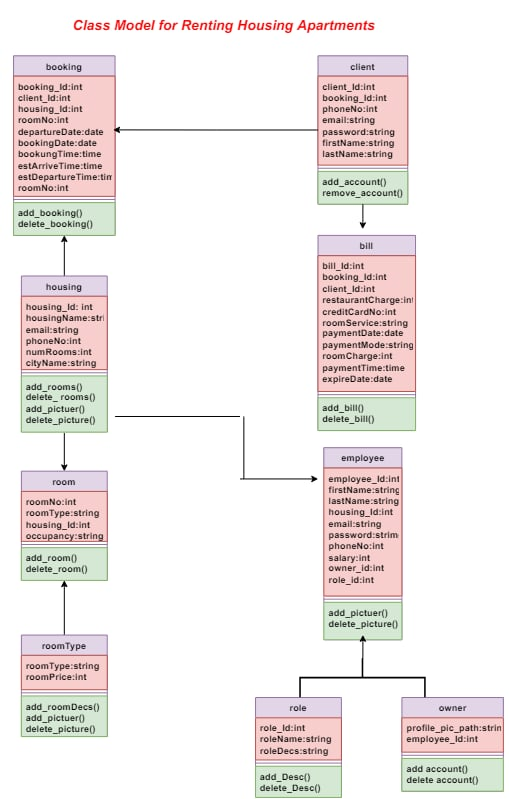 Class Model for Renting Housing Apartments
booking
booking_Id:int
client_Id:int
housing_Id:int
roomNo:int
departureDate:date
bookingDate:date
bookungTime:time
estArriveTime:time
estDepartureTime:tim
roomNo:int
add_booking()
delete_booking()
client
client_Id:int
booking_Id:int
phoneNo:int
email:string
password:string
firstName:string
lastName:string
add_account()
remove_account()
housing
housing_Id: int
housingName:stri
email:string
phoneNo:int
numRooms:int
cityName:string
add_rooms()
delete_ rooms()
add_pictuer()
delete_picture()
bill
bill_Id:int
booking_Id:int
client_Id:int
restaurantCharge:int
creditCardNo:int
roomService:string
paymentDate:date
paymentMode:string
roomCharge:int
paymentTime:time
expireDate:date
add_bill()
delete_bill()
room
roomNo:int
roomType:string
housing_Id:int
occupancy:string
add_room()
delete_room()
employee
employee_Id:int
firstName:string
lastName:string
housing_Id:int
email:string
password:strim
phoneNo:int
salary:int
owner_id:int
role_id:int
add_pictuer()
delete_picture()
roomType
roomType:string
roomPrice:int
add_roomDecs()
add_pictuer()
delete_picture()
role
role_Id:int
roleName:string
roleDecs:string
add_Desc()
delete_Desc()
owner
profile_pic_path:strin
employee_Id:int
add account()
delete account()